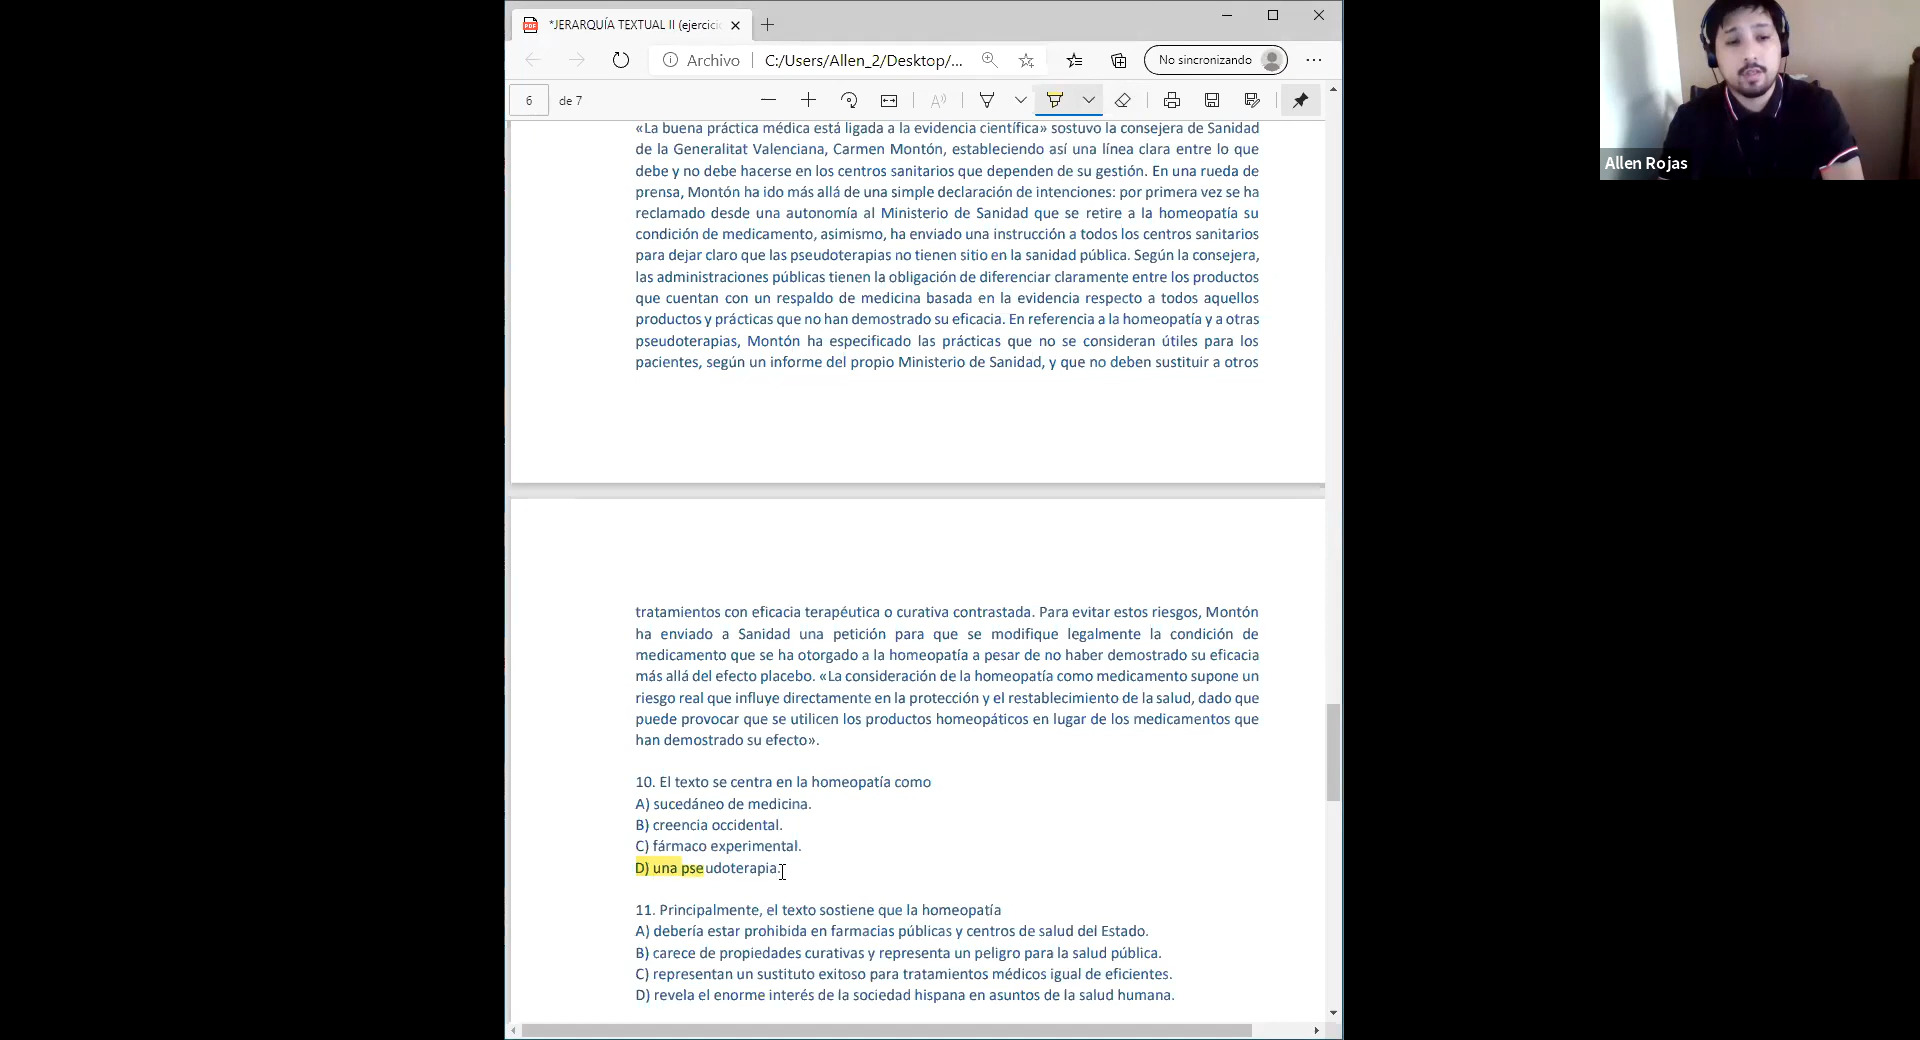 *JERARQUÍA TEXTUAL II (ejercicio
Archivo
C:/Users/Allen_2/Desktop/...
No sincronizando
6
de 7
Allen Rojas
«La buena práctica médica está ligada a la evidencia científica» sostuvo la consejera de Sanidad
de la Generalitat Valenciana, Carmen Montón, estableciendo así una línea clara entre lo que
debe y no debe hacerse en los centros sanitarios que dependen de su gestión. En una rueda de
prensa, Montón ha ido más allá de una simple declaración de intenciones: por primera vez se ha
reclamado desde una autonomía al Ministerio de Sanidad que se retire a la homeopatía su
condición de medicamento, asimismo, ha enviado una instrucción a todos los centros sanitarios
para dejar claro que las pseudoterapias no tienen sitio en la sanidad pública. Según la consejera,
las administraciones públicas tienen la obligación de diferenciar claramente entre los productos
que cuentan con un respaldo de medicina basada en la evidencia respecto a todos aquellos
productos y prácticas que no han demostrado su eficacia. En referencia a la homeopatía y a otras
pseudoterapias, Montón ha especificado las prácticas que no se consideran útiles para los
pacientes, según un informe del propio Ministerio de Sanidad, y que no deben sustituir a otros
tratamientos con eficacia terapéutica o curativa contrastada. Para evitar estos riesgos, Montón
ha enviado a Sanidad una petición para que se modifique legalmente la condición de
medicamento que se ha otorgado a la homeopatía a pesar de no haber demostrado su eficacia
más allá del efecto placebo. «La consideración de la homeopatía como medicamento supone un
riesgo real que influye directamente en la protección y el restablecimiento de la salud, dado que
puede provocar que se utilicen los productos homeopáticos en lugar de los medicamentos que
han demostrado su efecto».
10. El texto se centra en la homeopatía como
A) sucedáneo de medicina.
B) creencia occidental.
C) fármaco experimental.
D) una pseudoterapia.
11. Principalmente, el texto sostiene que la homeopatía
A) debería estar prohibida en farmacias públicas y centros de salud del Estado.
B) carece de propiedades curativas y representa un peligro para la salud pública.
C) representan un sustituto exitoso para tratamientos médicos igual de eficientes.
D) revela el enorme interés de la sociedad hispana en asuntos de la salud humana.